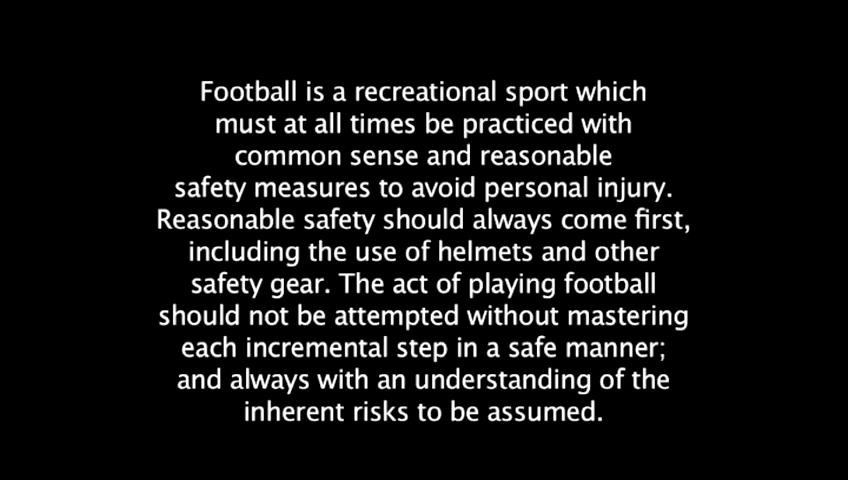 Football is a recreational sport which
must at all times be practiced with
common sense and reasonable
safety measures to avoid personal injury.
Reasonable safety should always come first,
including the use of helmets and other
safety gear. The act of playing football
should not be attempted without mastering
each incremental step in a safe manner;
and always with an understanding of the
inherent risks to be assumed.